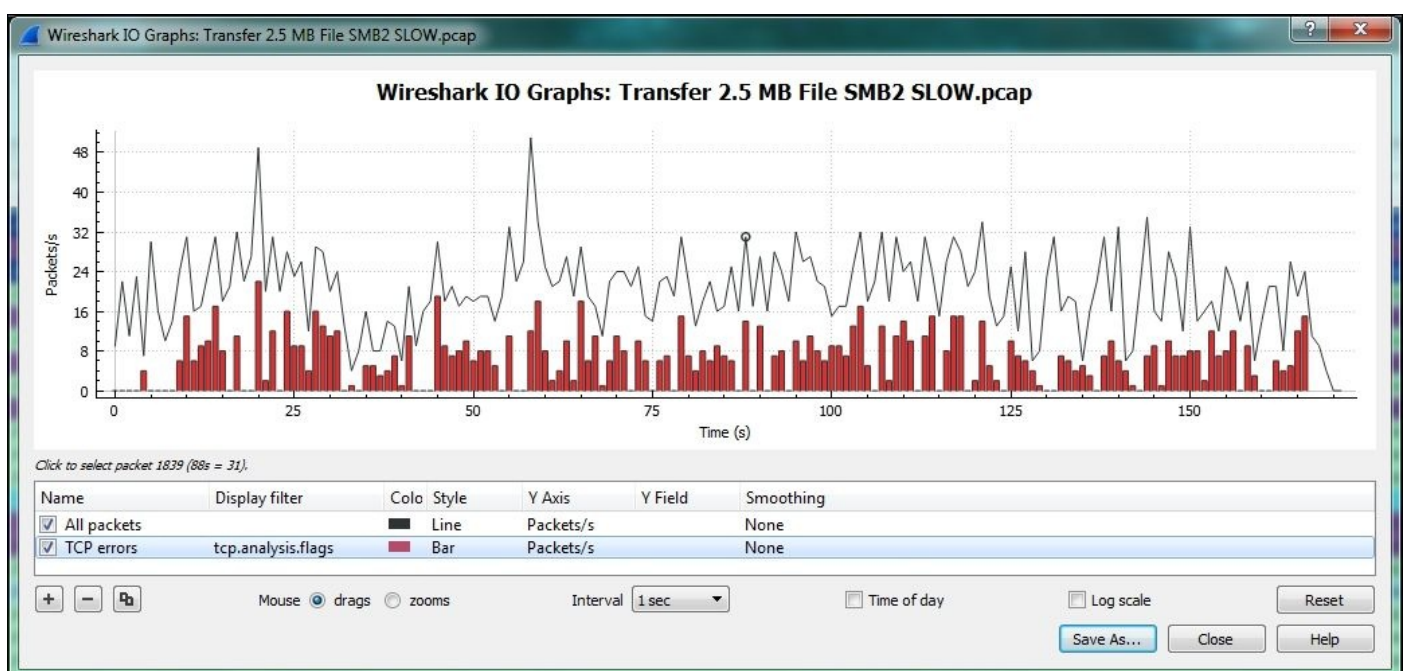 Wireshark IO Graphs: Transfer 2.5 MB File SMB2 SLOW.pcap
? X
Wireshark IO Graphs: Transfer 2.5 MB File SMB2 SLOW.pcap
48
40
32
24
16
8
0
Packets/s
0 25 50 75 100 125 150
Time (s)
Click to select packet 1839 (88s = 31).
Name Display filter Colo Style Y Axis Y Field Smoothing
All packets Line Packets/s None
TCP errors tcp.analysis.flags Bar Packets/s None
+ − Mouse drags zooms Interval 1 sec Time of day Log scale Reset
Save As... Close Help